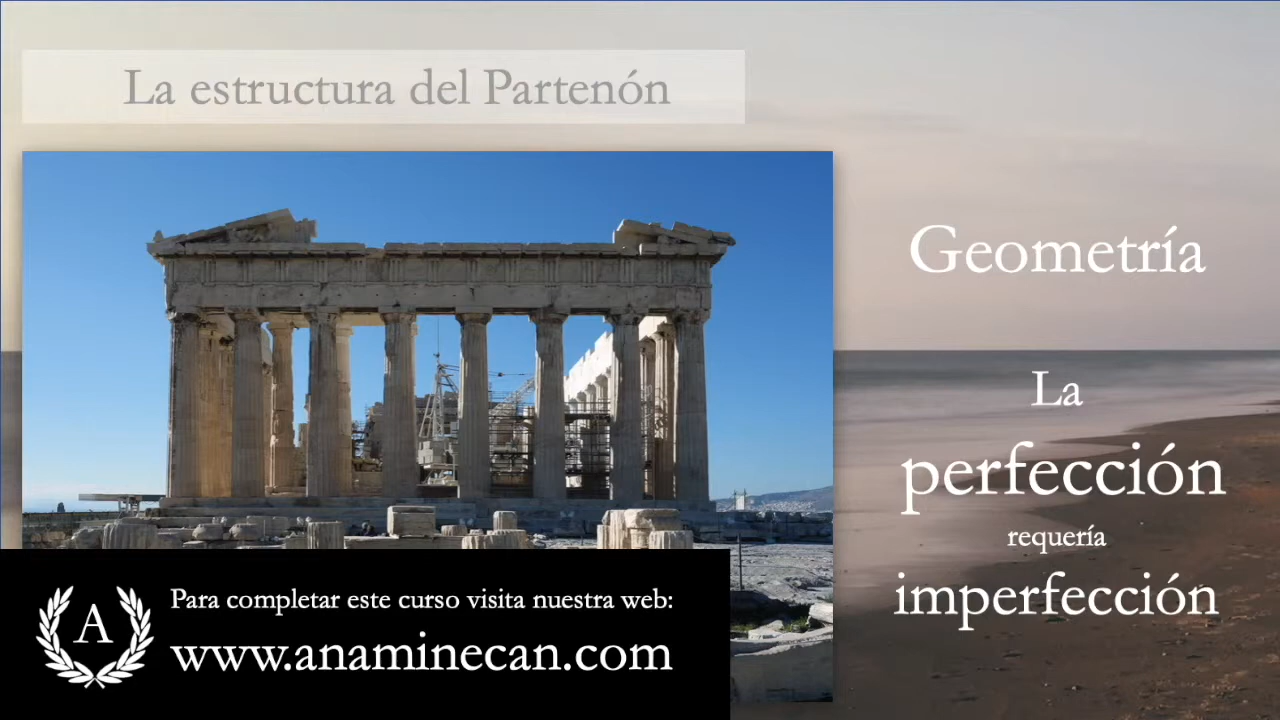 La estructura del Partenón
Geometría
La
perfección
requería
imperfección
A
Para completar este curso visita nuestra web:
www.anaminecan.com